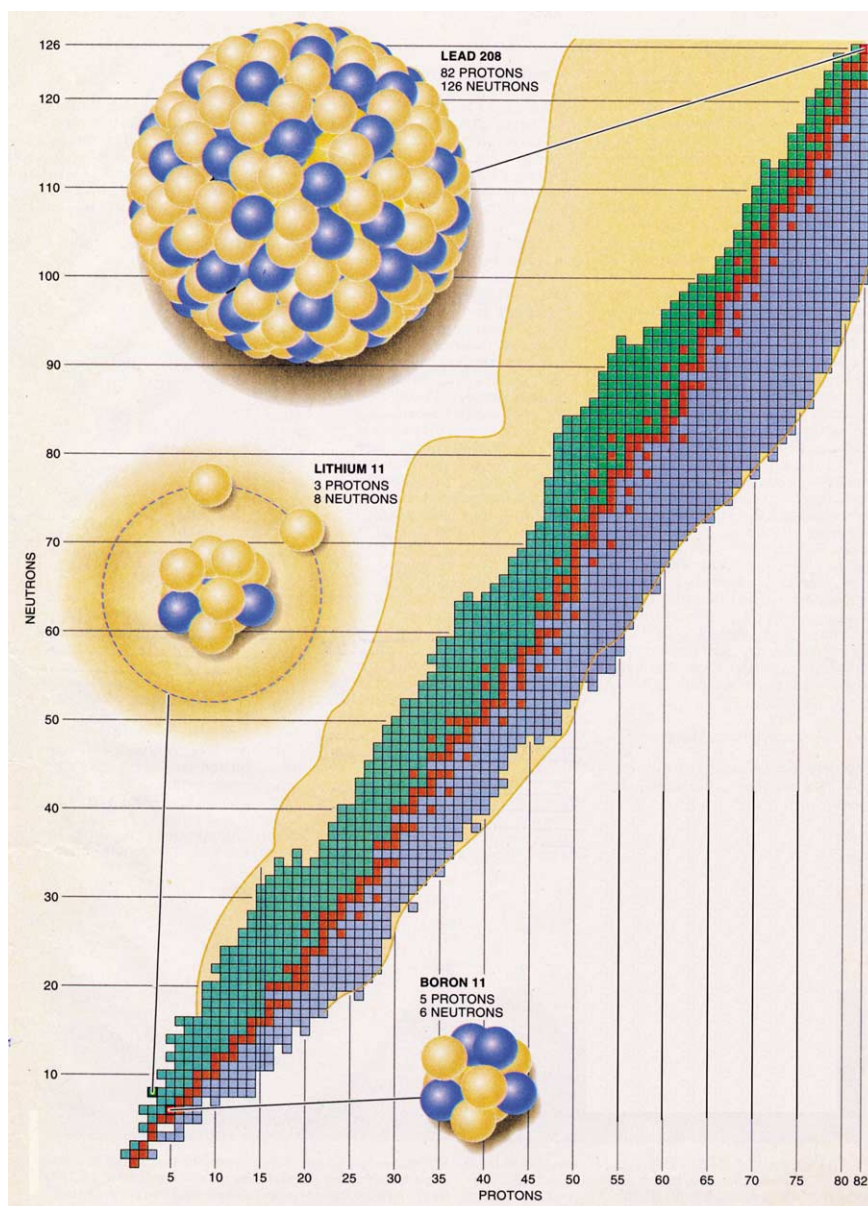 126
LEAD 208
82 PROTONS
126 NEUTRONS
120
110
100
90
80
LITHIUM 11
3 PROTONS
8 NEUTRONS
70
NEUTRONS
60
50
40
30
20
BORON 11
5 PROTONS
6 NEUTRONS
10
5 10 15 20 25 30 35 40 45 50 55 60 65 70 75 80 82
PROTONS